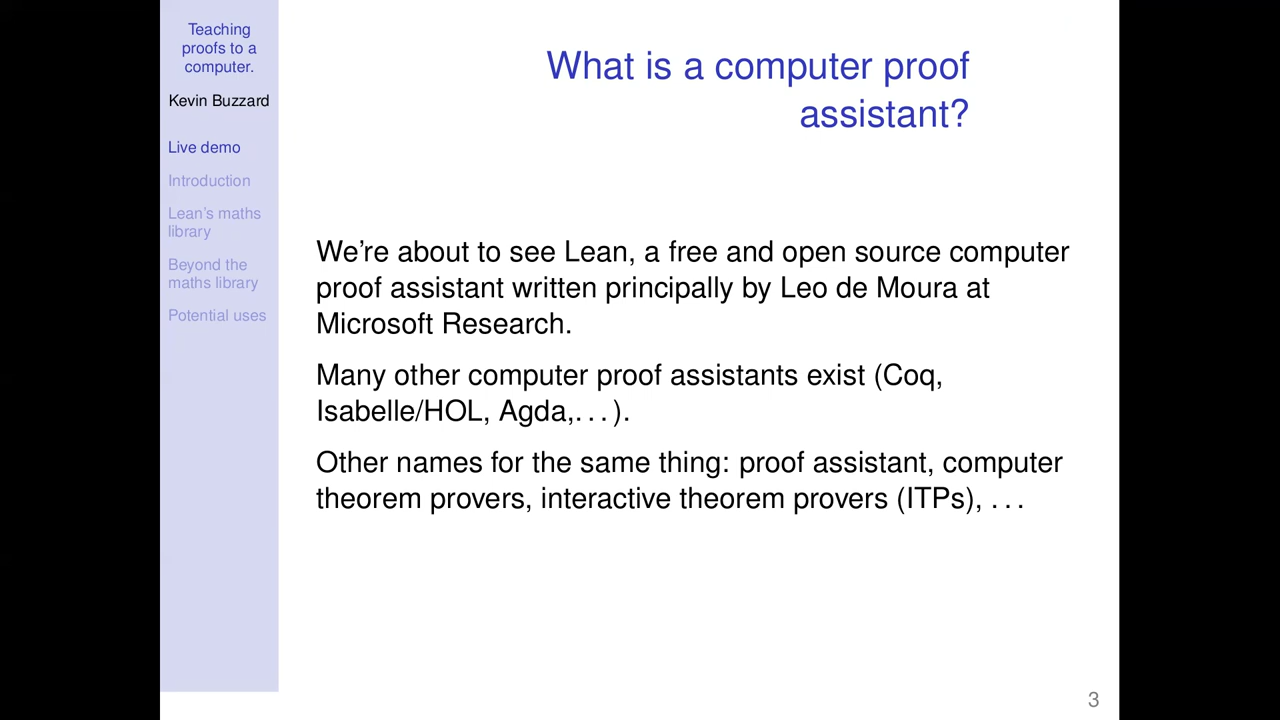 Teaching
proofs to a
computer.
Kevin Buzzard
Live demo
Introduction
Lean's maths
library
Beyond the
maths library
Potential uses
What is a computer proof
assistant?
We're about to see Lean, a free and open source computer
proof assistant written principally by Leo de Moura at
Microsoft Research.
Many other computer proof assistants exist (Coq,
Isabelle/HOL, Agda,. . . ).
Other names for the same thing: proof assistant, computer
theorem provers, interactive theorem provers (ITPs), . . .
3